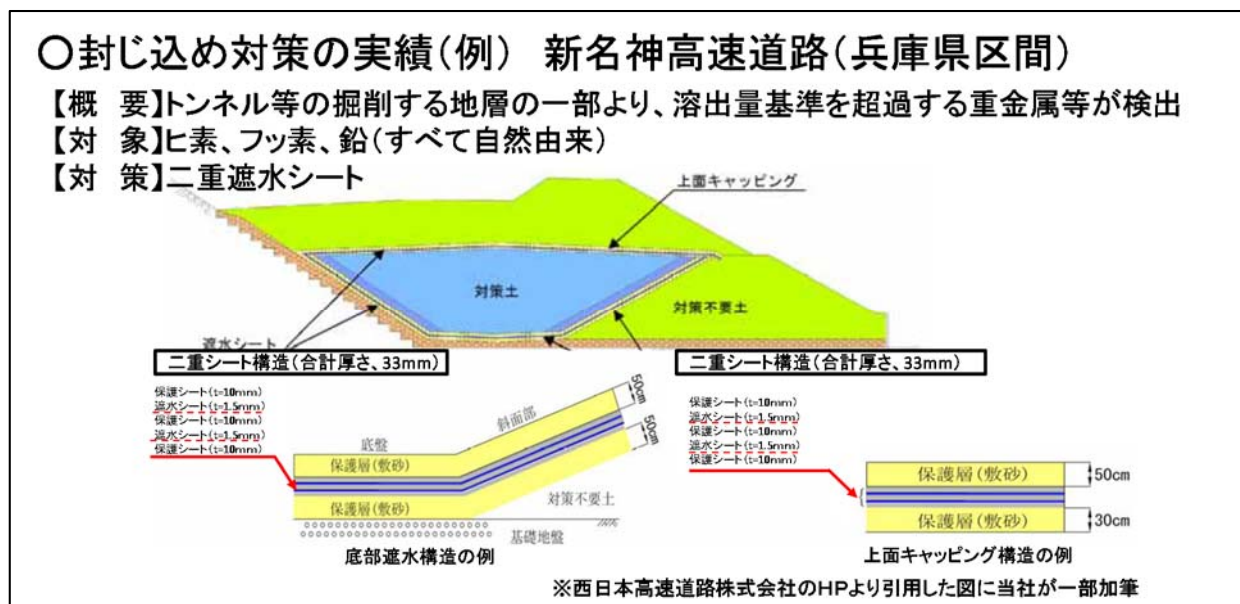 〇封じ込め対策の実績(例) 新名神高速道路(兵庫県区間)
【概 要】トンネル等の掘削する地層の一部より、溶出量基準を超過する重金属等が検出
【対 象】ヒ素、フッ素、鉛(すべて自然由来)
【対 策】二重遮水シート
上面キャッピング
対策土
対策不要土
遮水シート
二重シート構造(合計厚さ、33mm)
二重シート構造(合計厚さ、33mm)
保護シート(t=10mm)
遮水シート(t=1.5mm)
保護シート(t=10mm)
遮水シート(t=1.5mm)
保護シート(t=10mm)
底盤
斜面部
50cm
50cm
保護層(敷砂)
保護層(敷砂)
対策不要土
基礎地盤
底部遮水構造の例
保護シート(t=10mm)
遮水シート(t=1.5mm)
保護シート(t=10mm)
遮水シート(t=1.5mm)
保護シート(t=10mm)
保護層(敷砂)
50cm
保護層(敷砂)
30cm
上面キャッピング構造の例
※西日本高速道路株式会社のHPより引用した図に当社が一部加筆